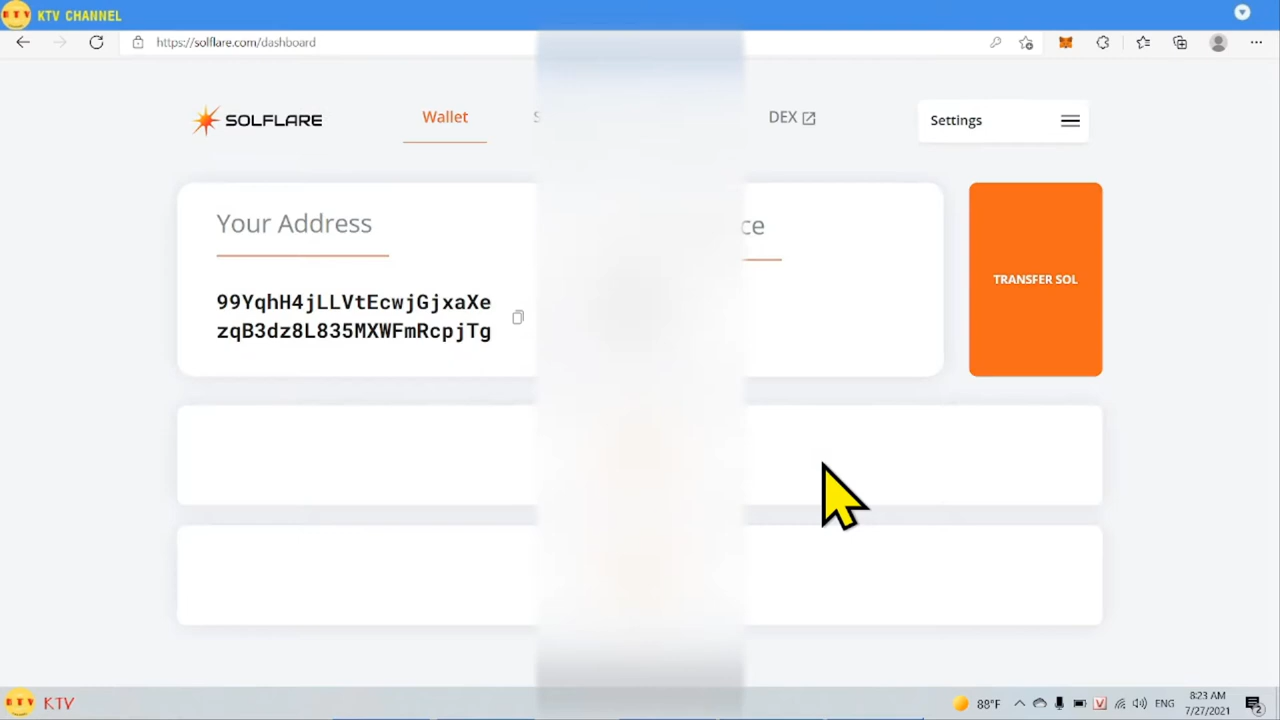 KTV CHANNEL
https://solflare.com/dashboard
SOLFLARE
Wallet
DEX
Settings
Your Address
99YqhH4jLLVtEcwjGjxaXe
zqB3dz8L835MXWFmRcpjTg
TRANSFER SOL
KTV
88°F
V
ENG
8:23 AM
7/27/2021
2